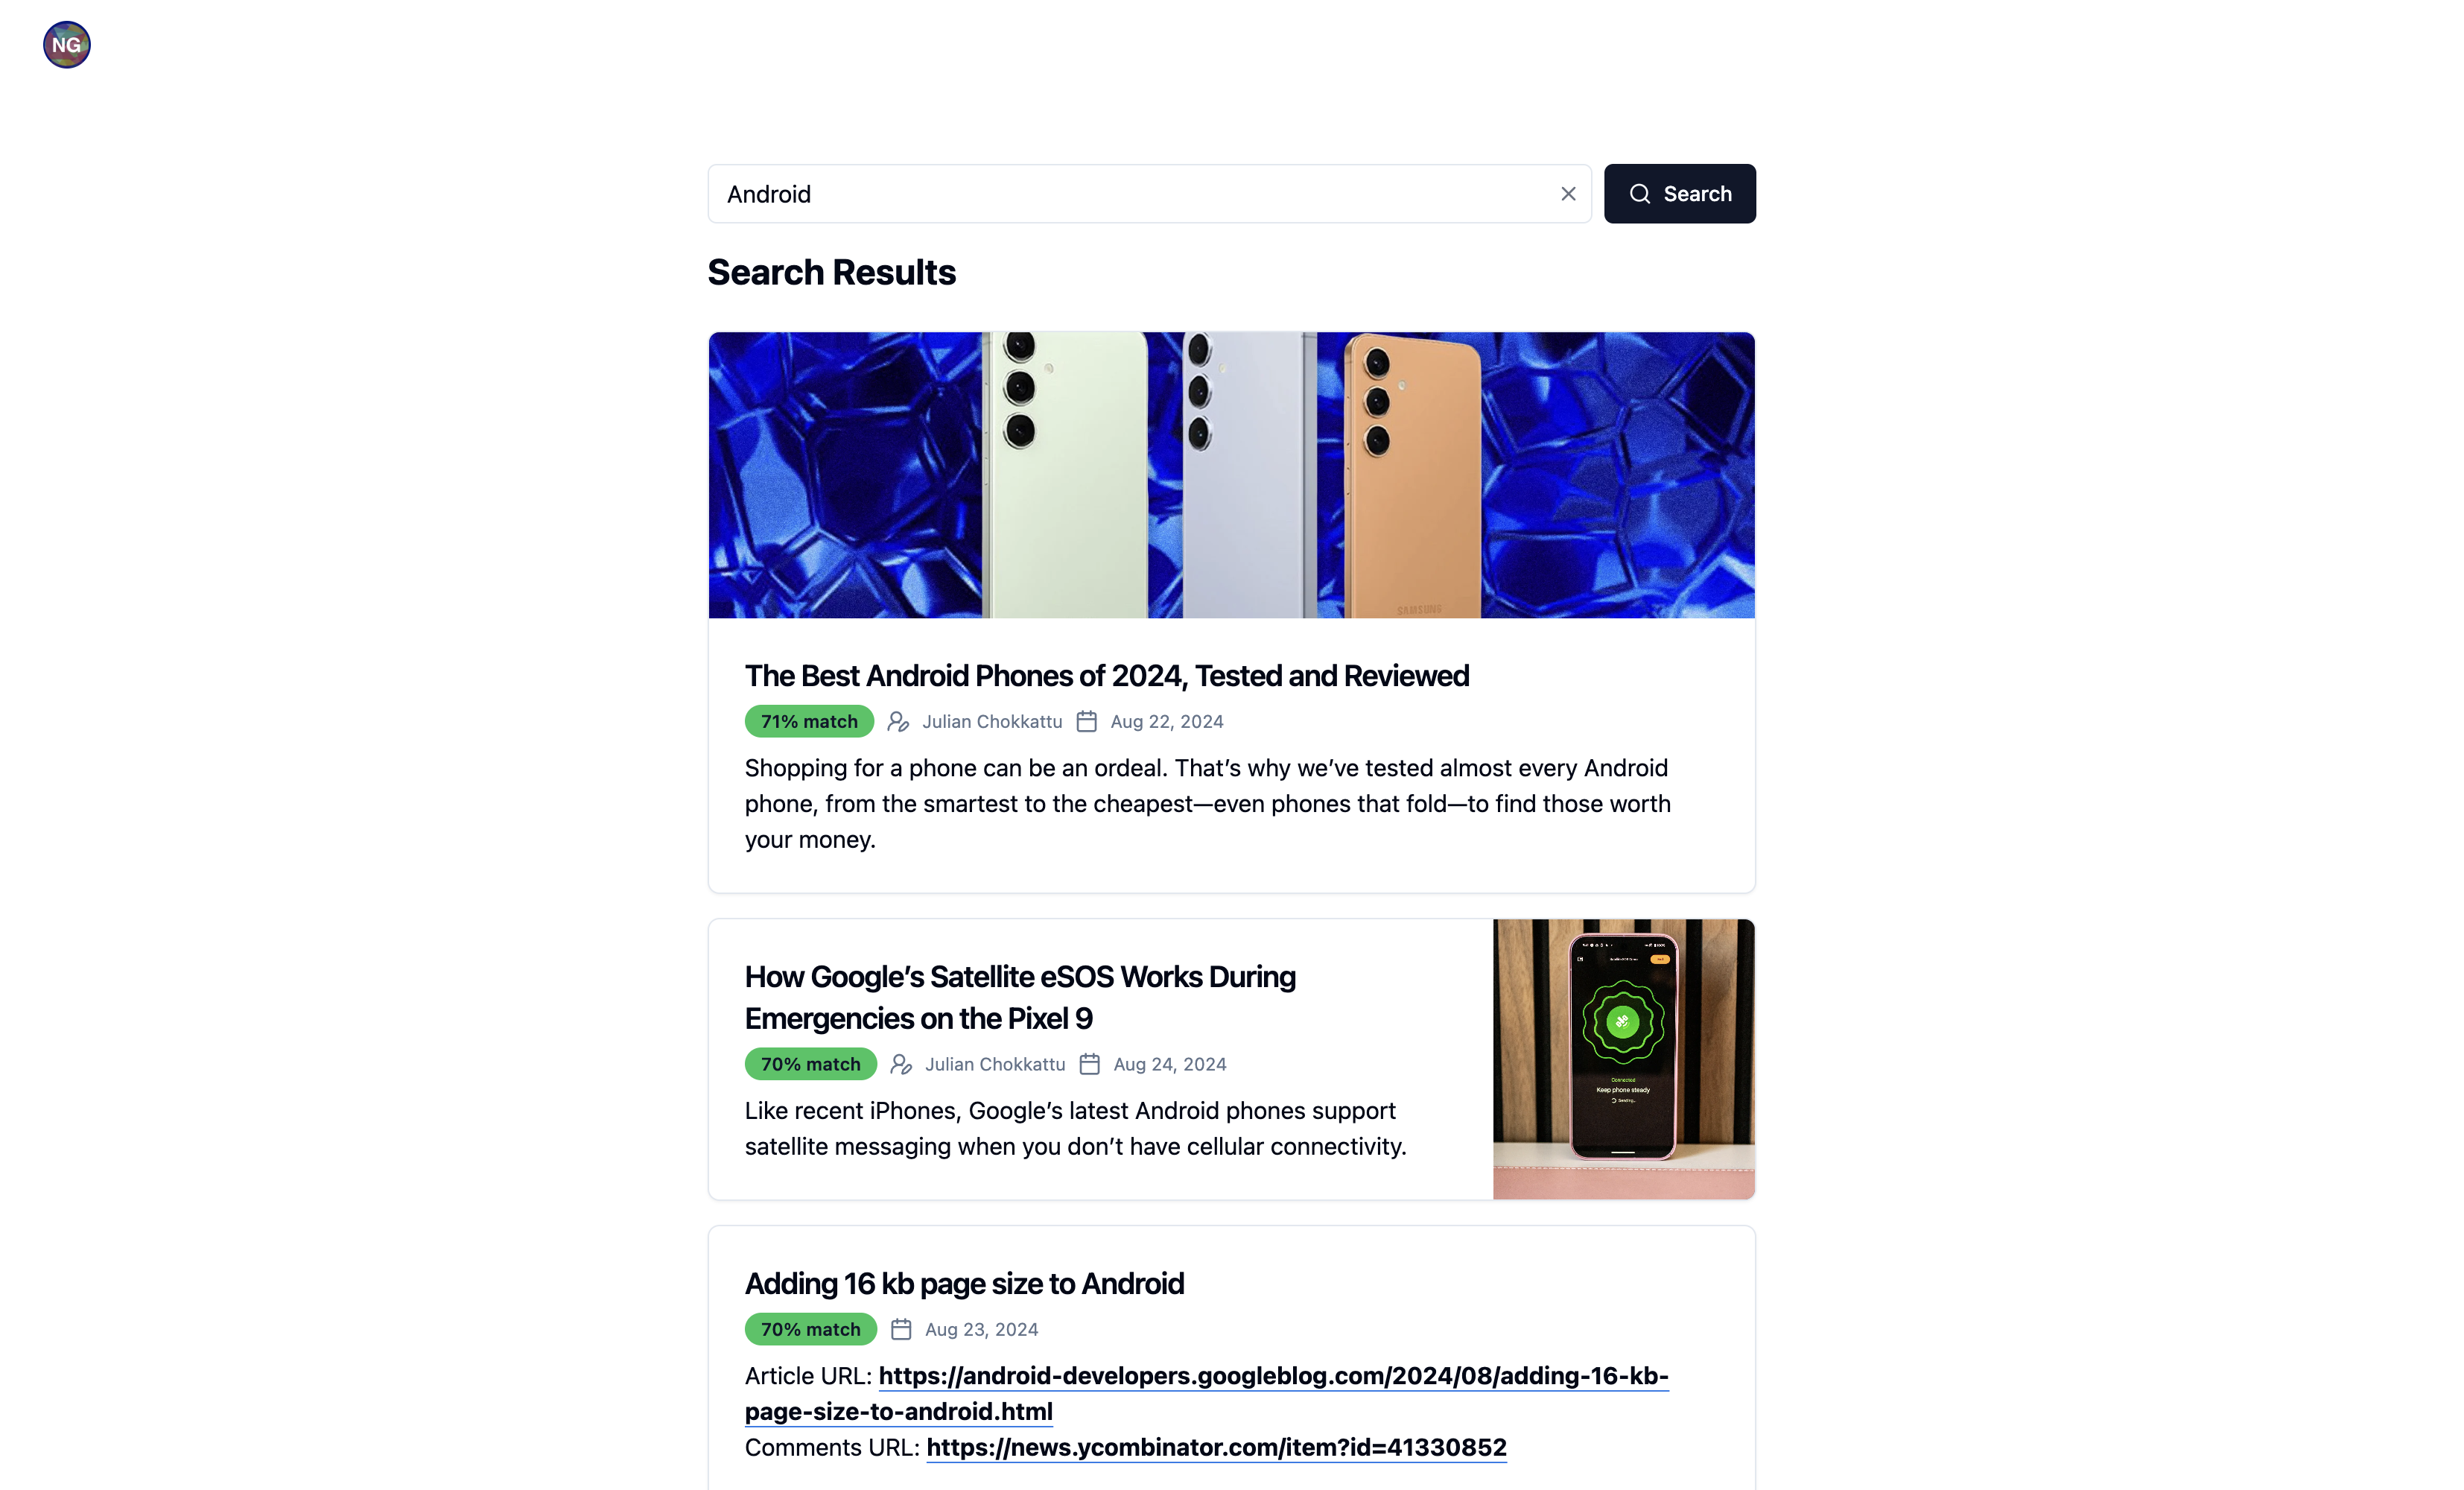 NG
Android
Search
Search Results
SAMSUNG
The Best Android Phones of 2024, Tested and Reviewed
71% match Julian Chokkattu Aug 22, 2024
Shopping for a phone can be an ordeal. That’s why we’ve tested almost every Android
phone, from the smartest to the cheapest—even phones that fold—to find those worth
your money.
How Google’s Satellite eSOS Works During
Emergencies on the Pixel 9
70% match Julian Chokkattu Aug 24, 2024
Like recent iPhones, Google’s latest Android phones support
satellite messaging when you don’t have cellular connectivity.
Connected
Keep phone steady
Sending...
Adding 16 kb page size to Android
70% match Aug 23, 2024
Article URL: https://android-developers.googleblog.com/2024/08/adding-16-kb-
page-size-to-android.html
Comments URL: https://news.ycombinator.com/item?id=41330852